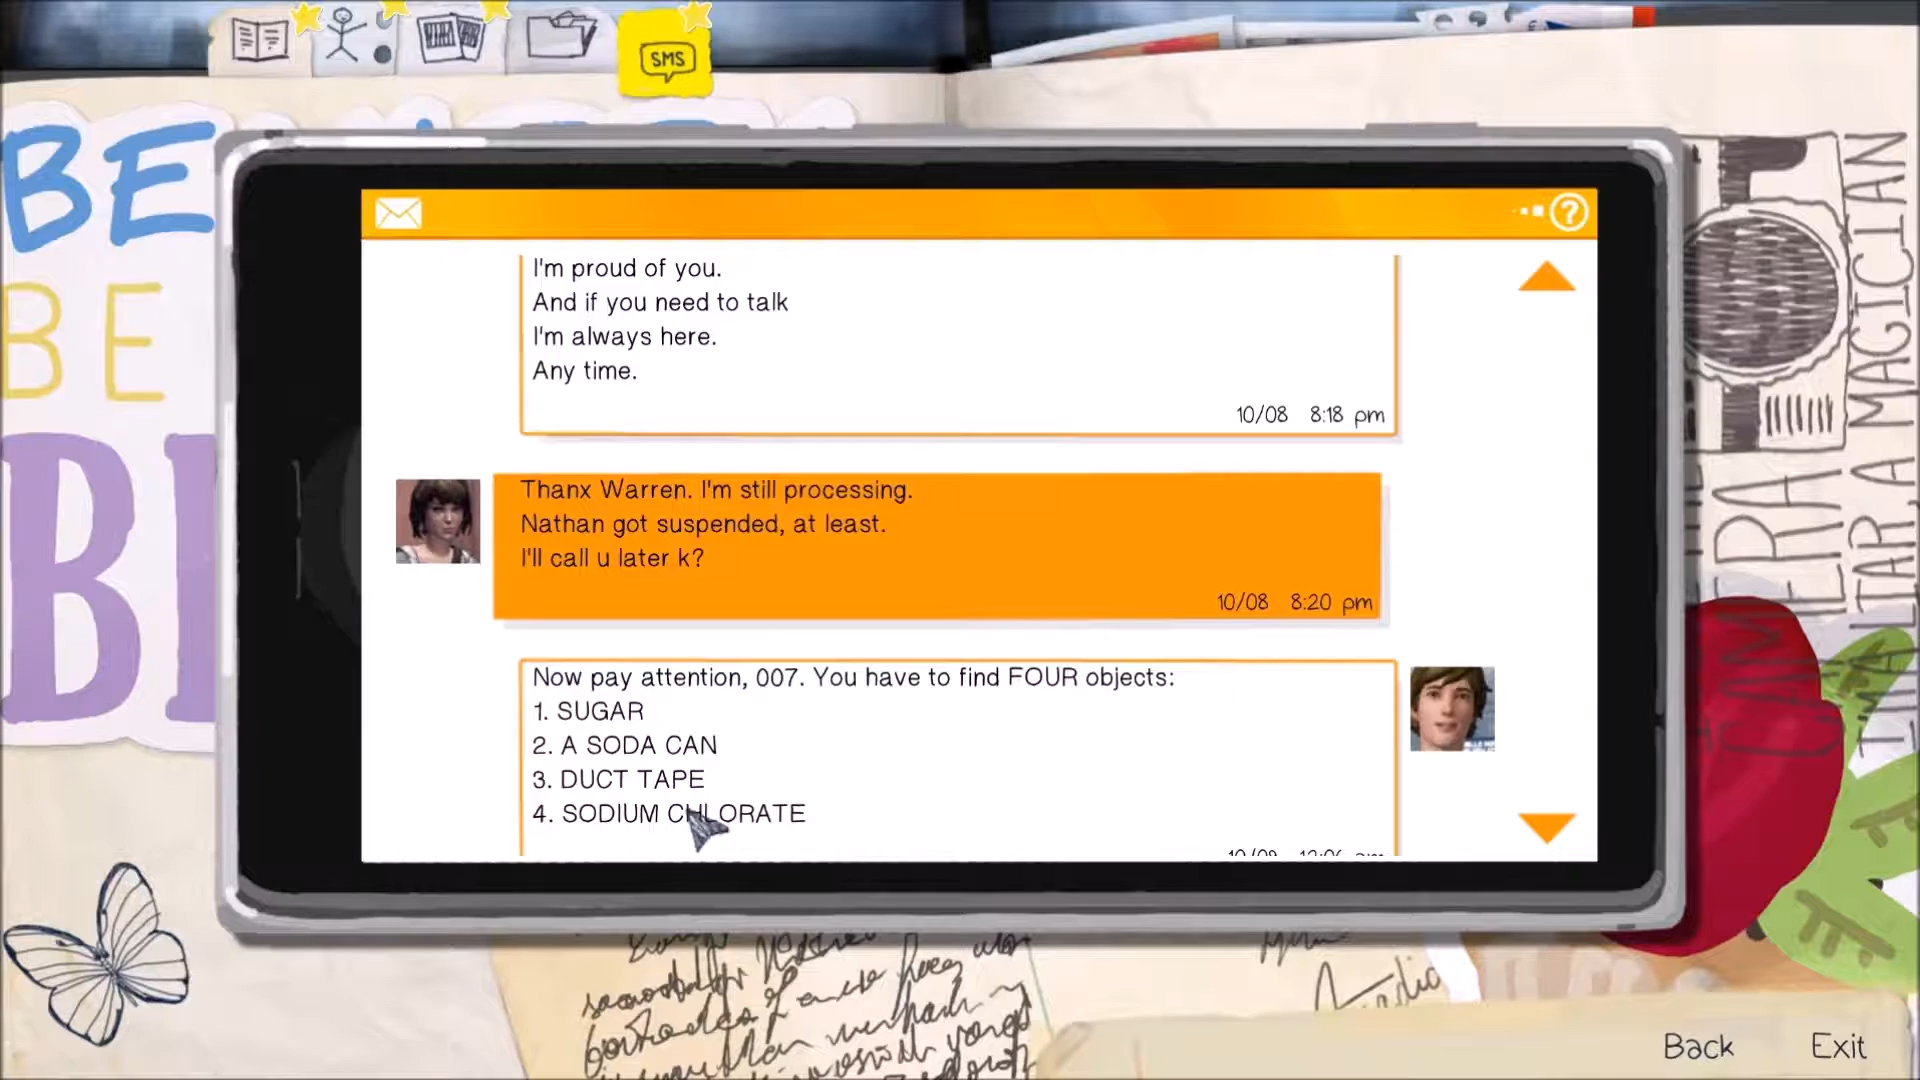 SMS
BE
BE
I'm proud of you.
And if you need to talk
I'm always here.
Any time.
10/08 8:18 pm
Thanx Warren. I'm still processing.
Nathan got suspended, at least.
I'll call u later k?
10/08 8:20 pm
Now pay attention, 007. You have to find FOUR objects:
1. SUGAR
2. A SODA CAN
3. DUCT TAPE
4. SODIUM CHLORATE
MAGICIAN
Back
Exit